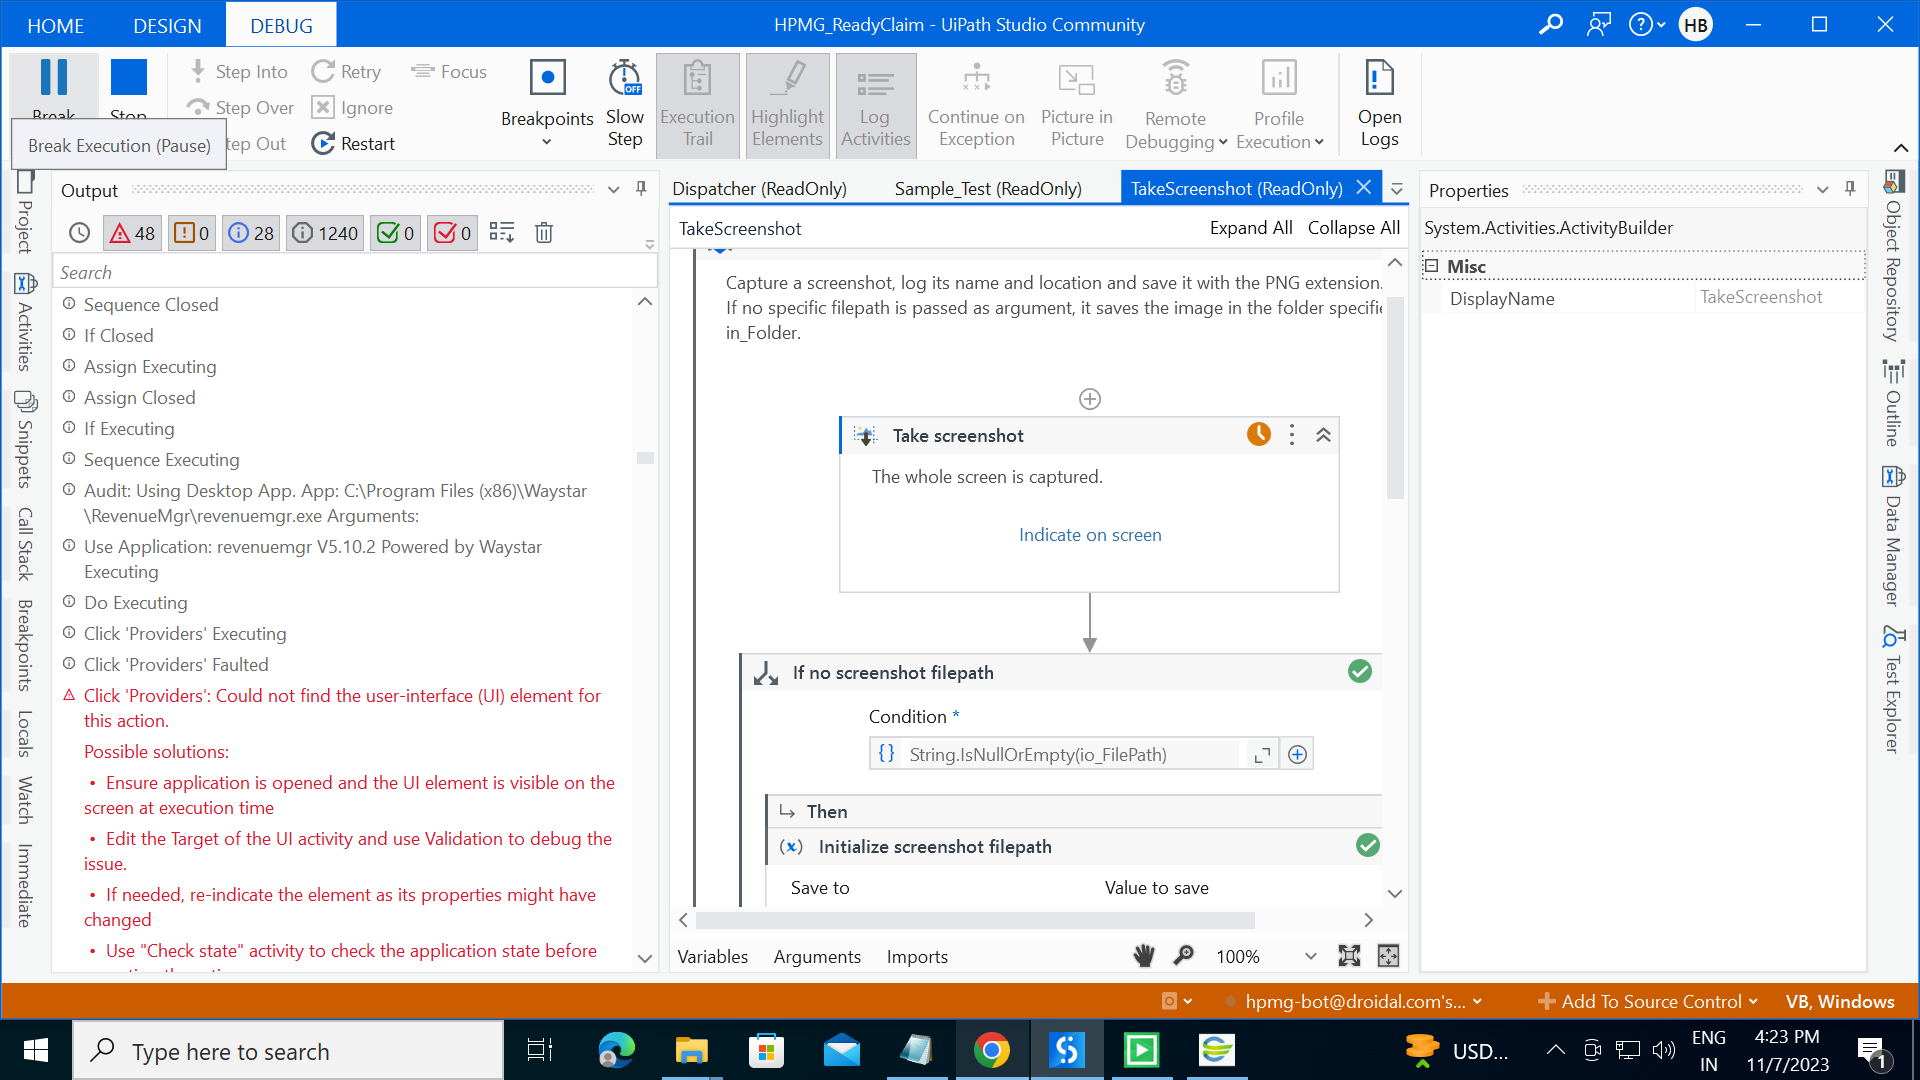 HOME DESIGN DEBUG HPMG_ReadyClaim - UiPath Studio Community HB
Break Stop Step Into Retry Focus
Step Over Ignore
tep Out Restart
Breakpoints Slow Step Execution Trail Highlight Elements Log Activities Continue on Exception Picture in Picture Remote Debugging Profile Execution Open Logs
OFF
Break Execution (Pause)
Project
Activities
Snippets
Call Stack
Breakpoints
Locals
Watch
Immediate
Output
48 0 28 1240 0 0
Search
Sequence Closed
If Closed
Assign Executing
Assign Closed
If Executing
Sequence Executing
Audit: Using Desktop App. App: C:\Program Files (x86)\Waystar
\RevenueMgr\revenuemgr.exe Arguments:
Use Application: revenuemgr V5.10.2 Powered by Waystar
Executing
Do Executing
Click 'Providers' Executing
Click 'Providers' Faulted
Click 'Providers': Could not find the user-interface (UI) element for
this action.
Possible solutions:
• Ensure application is opened and the UI element is visible on the
screen at execution time
• Edit the Target of the UI activity and use Validation to debug the
issue.
• If needed, re-indicate the element as its properties might have
changed
• Use "Check state" activity to check the application state before
Dispatcher (ReadOnly) Sample_Test (ReadOnly) TakeScreenshot (ReadOnly)
TakeScreenshot Expand All Collapse All
Capture a screenshot, log its name and location and save it with the PNG extension.
If no specific filepath is passed as argument, it saves the image in the folder specifie
in_Folder.
Take screenshot
The whole screen is captured.
Indicate on screen
If no screenshot filepath
Condition *
String.IsNullOrEmpty(io_FilePath)
Then
(x) Initialize screenshot filepath
Save to Value to save
Variables Arguments Imports 100%
Properties
System.Activities.ActivityBuilder
Misc
DisplayName TakeScreenshot
Object Repository
Outline
Data Manager
Test Explorer
hpmg-bot@droidal.com's... Add To Source Control VB, Windows
Type here to search
USD...
ENG
IN
4:23 PM
11/7/2023
1